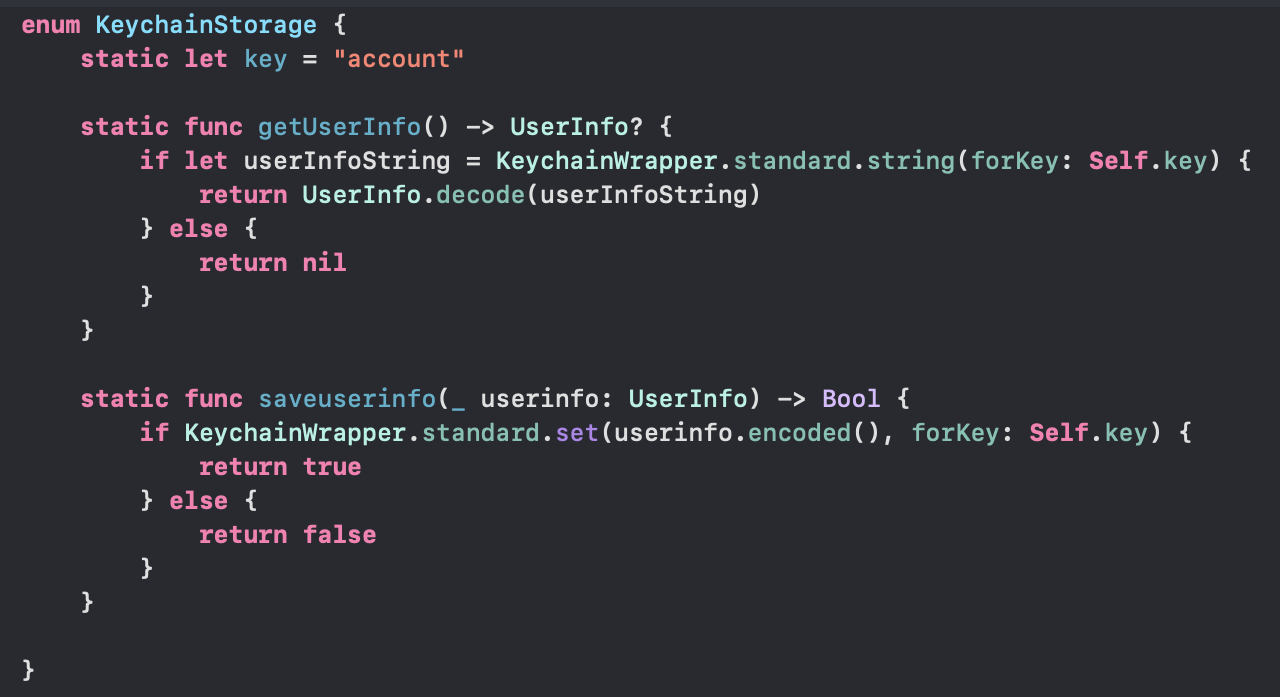 enum KeychainStorage {
    static let key = "account"

    static func getUserInfo() -> UserInfo? {
        if let userInfoString = KeychainWrapper.standard.string(forKey: Self.key) {
            return UserInfo.decode(userInfoString)
        } else {
            return nil
        }
    }

    static func saveuserinfo(_ userinfo: UserInfo) -> Bool {
        if KeychainWrapper.standard.set(userinfo.encoded(), forKey: Self.key) {
            return true
        } else {
            return false
        }
    }

}